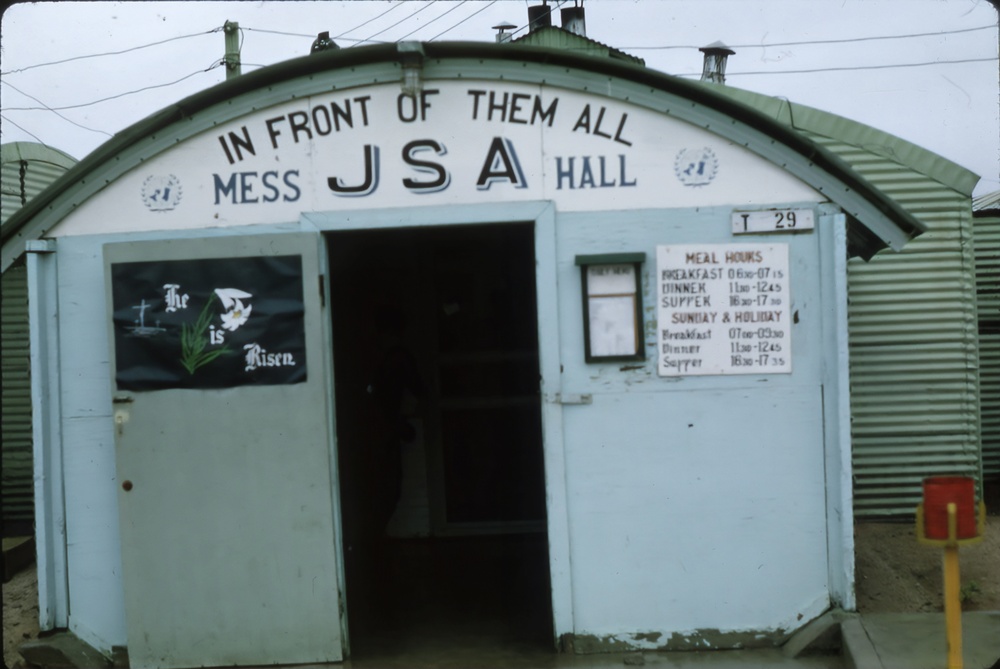 IN FRONT OF THEM ALL
MESS JSA HALL
T 29
He
is
Risen.
MEAL HOURS
BREAKFAST 0630-0715
DINNER 1130-1245
SUPPER 1630-1730
SUNDAY & HOLIDAY
Breakfast 0700-0930
Dinner 1130-1245
Supper 1630-1735